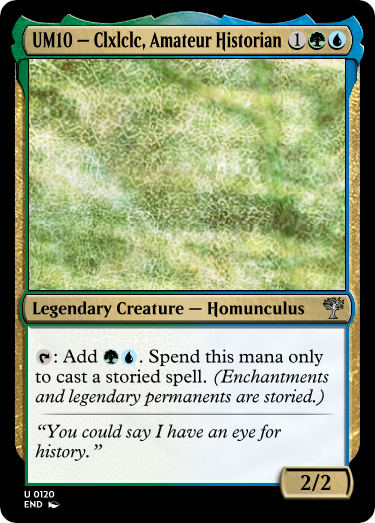 UM10 — Clxlclc, Amateur Historian 1
Legendary Creature — Homunculus
: Add . Spend this mana only
to cast a storied spell. (Enchantments
and legendary permanents are storied.)
“You could say I have an eye for
history.”
2/2
U 0120
END